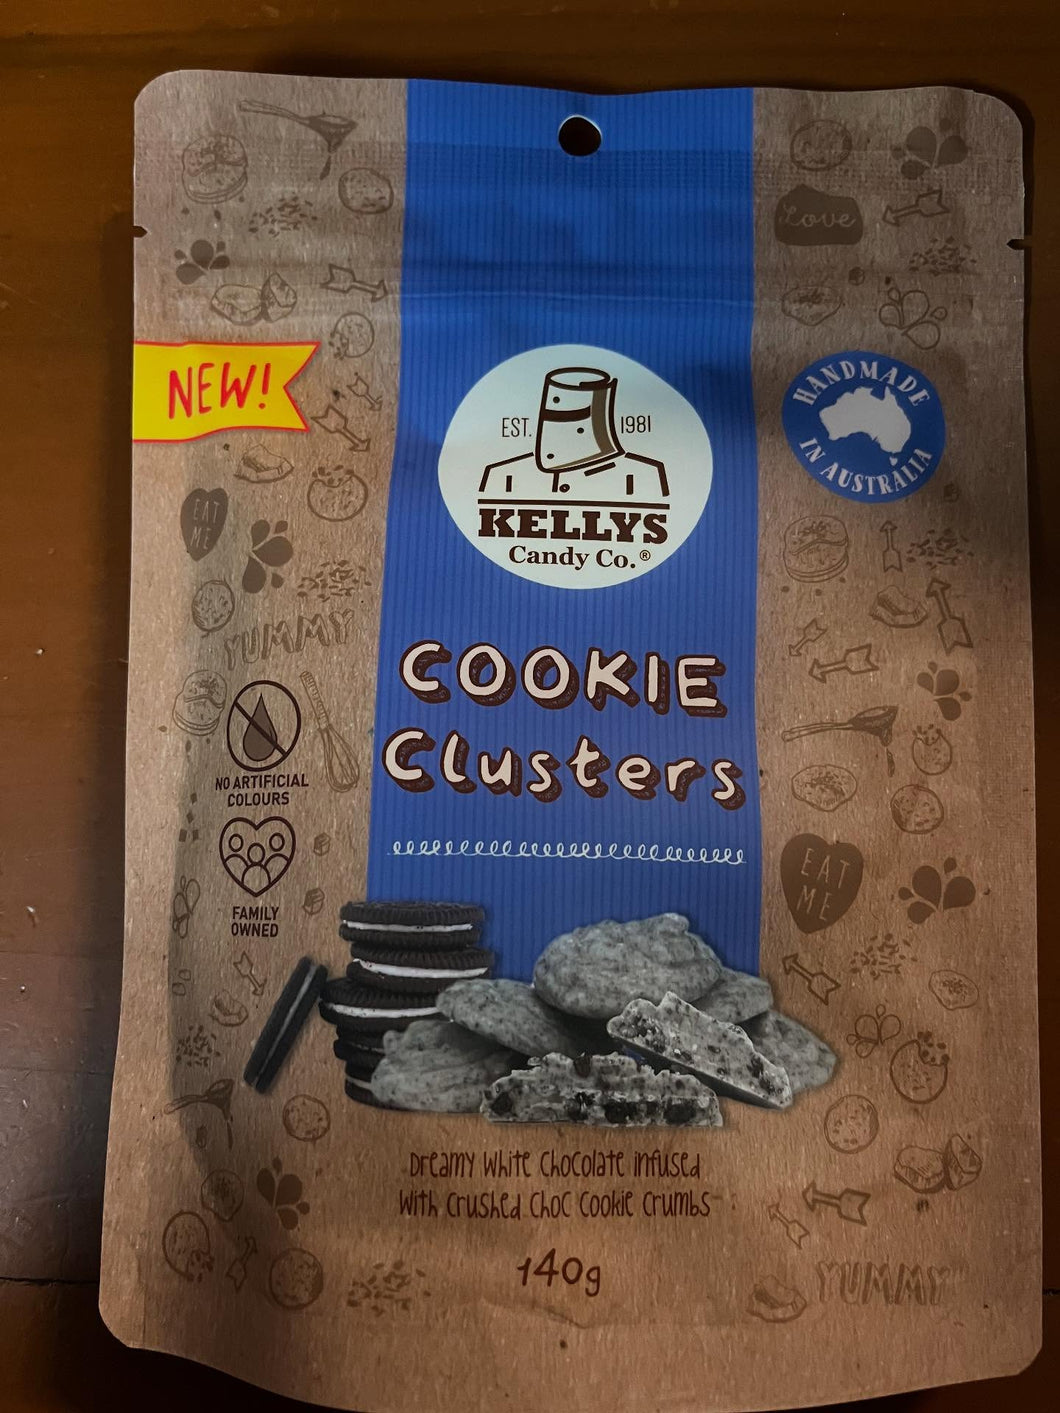 Love
NEW!
HANDMADE
IN AUSTRALIA
EST. 1981
KELLYS
Candy Co.®
EAT
ME
YUMMY
COOKIE
Clusters
NO ARTIFICIAL
COLOURS
EAT
ME
FAMILY
OWNED
Dreamy White Chocolate infused
With crushed choc cookie crumbs
140g
YUMMY